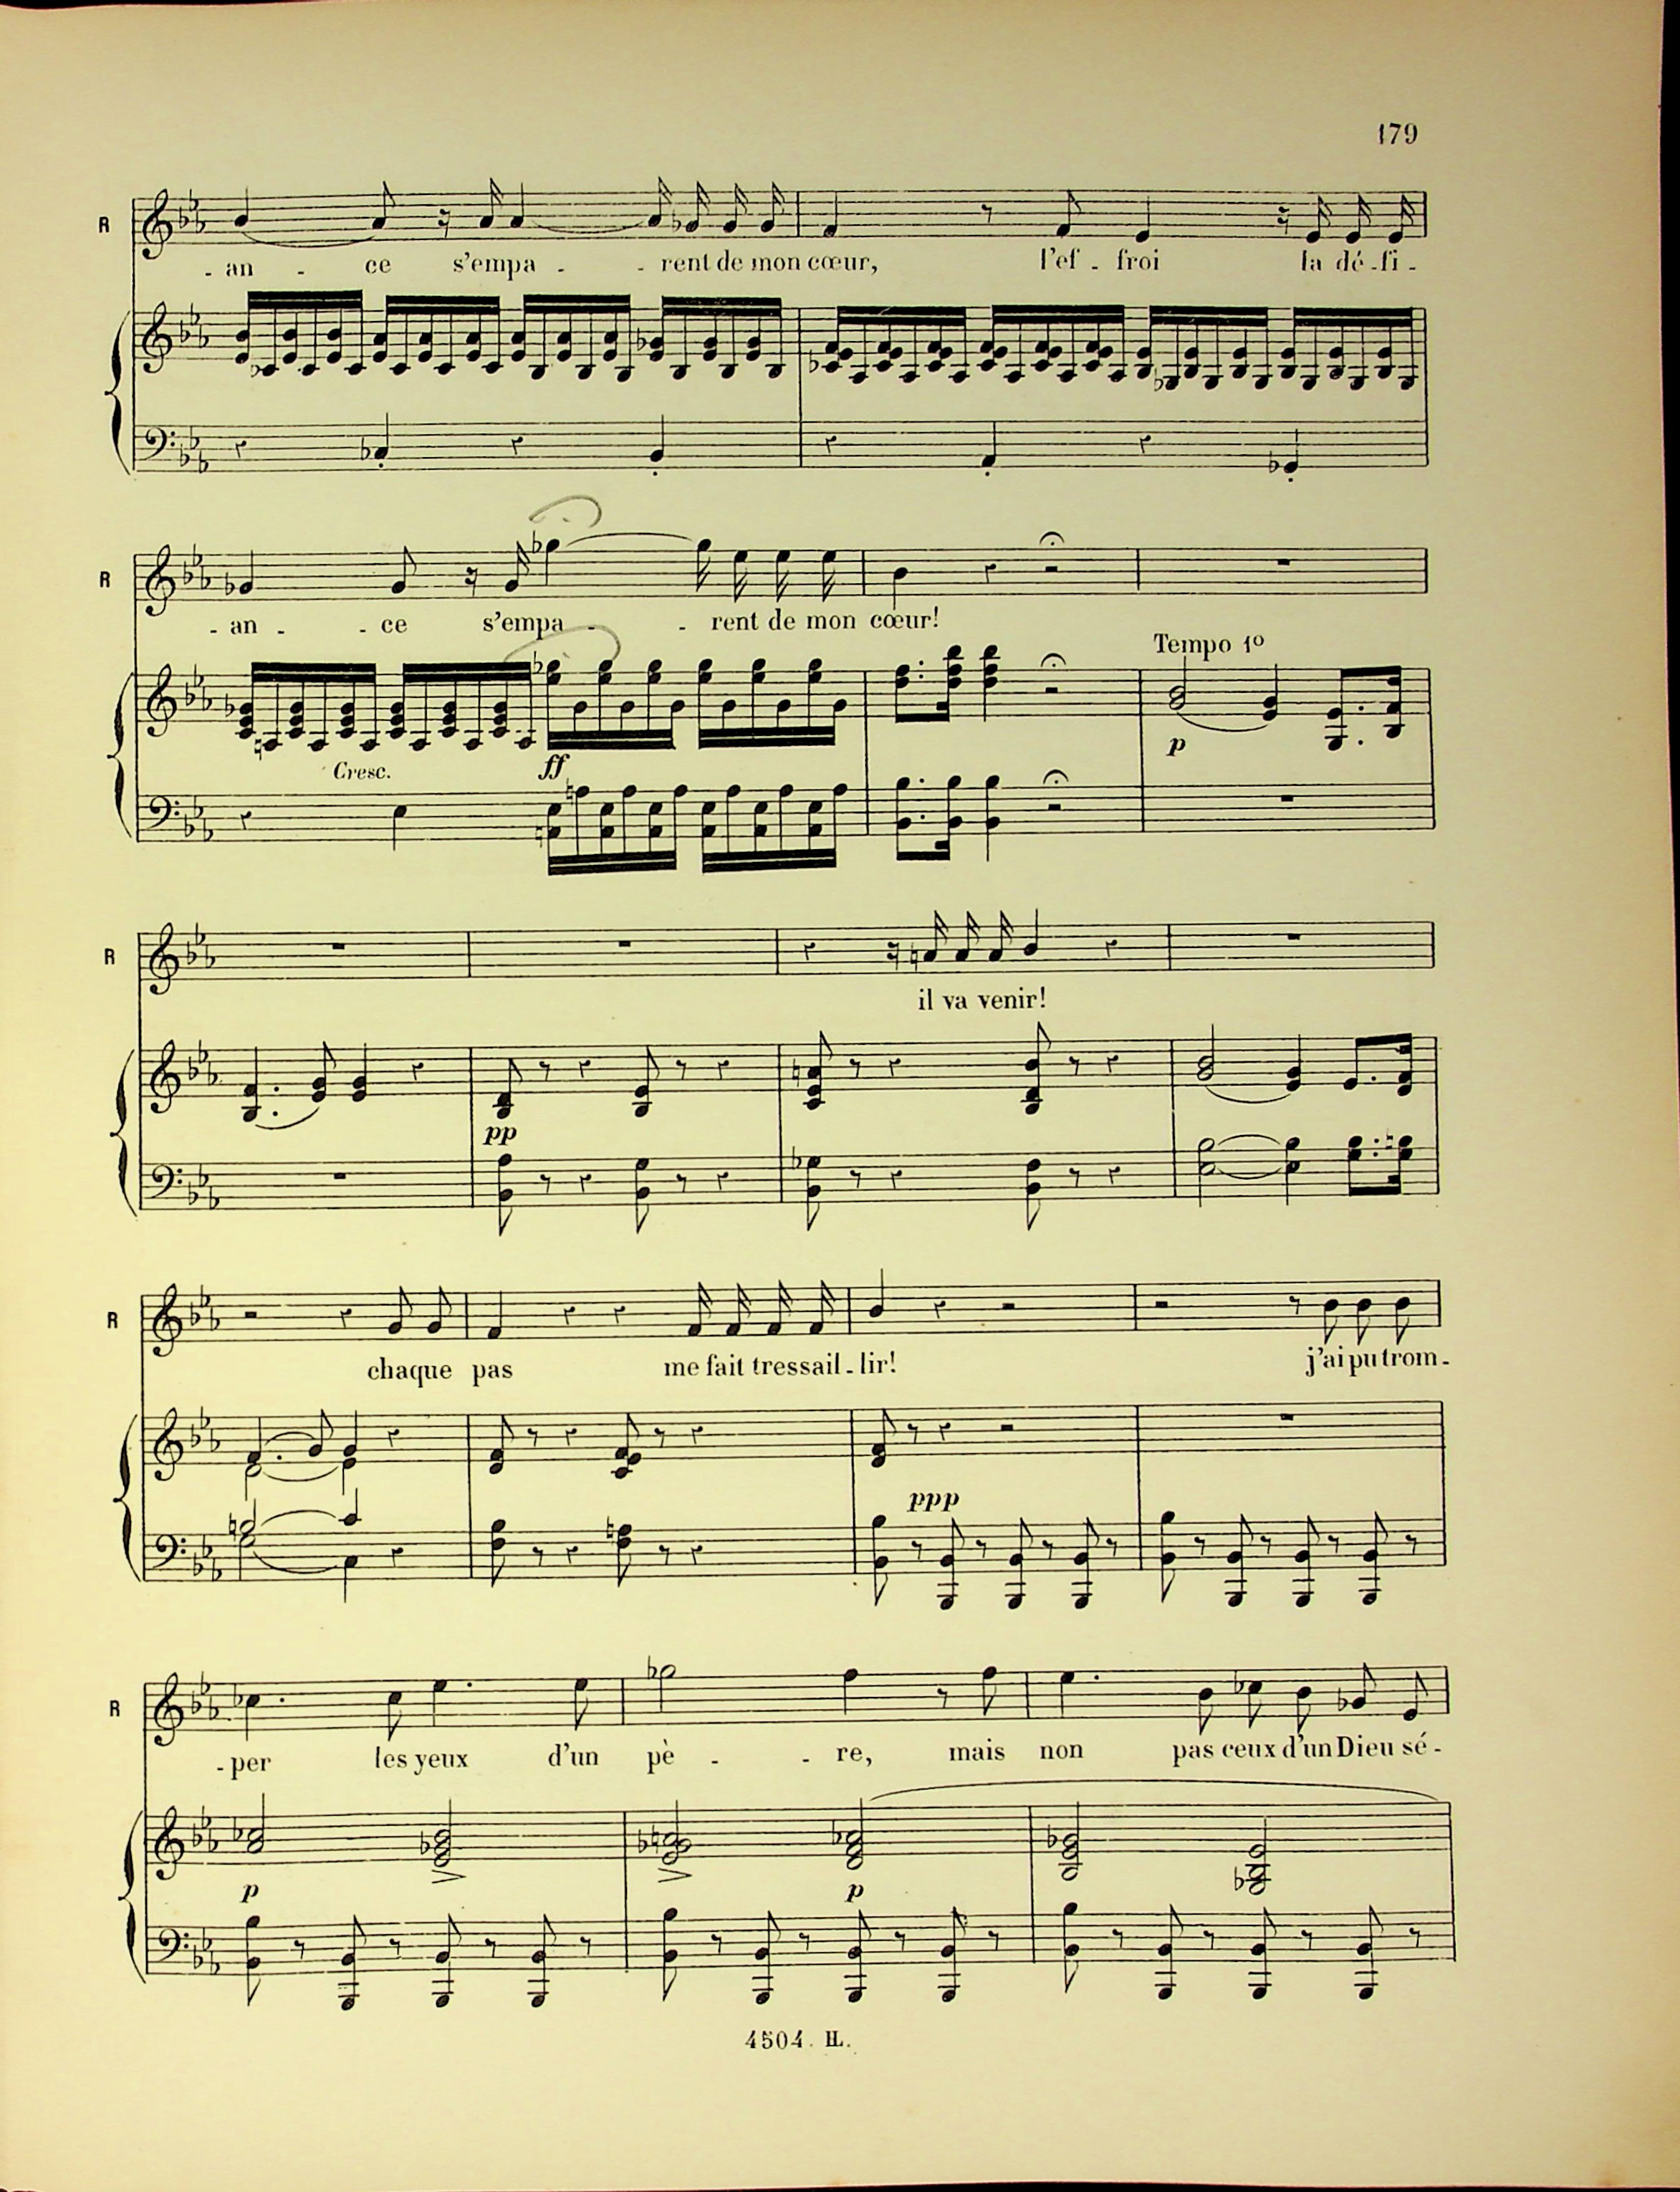 179
R
- an - ce s'empa - - rent de mon cœur, l'ef - froi la dé - fi -
R
- an - - ce s'empa - - rent de mon cœur!
Tempo 1º
p
Cresc. ff
R
il va venir!
pp
R
chaque pas me fait tressail - lir! j'ai pu trom -
ppp
R
- per les yeux d'un pè - - re, mais non pas ceux d'un Dieu sé -
p p
4504. H.